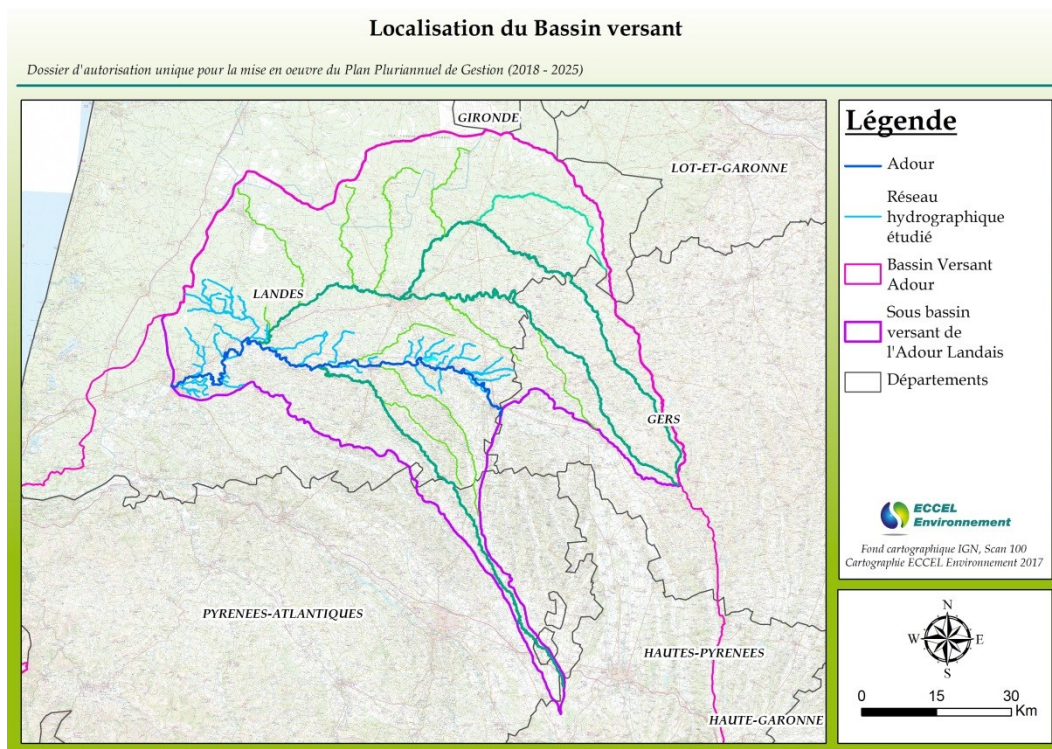 Localisation du Bassin versant
Dossier d'autorisation unique pour la mise en oeuvre du Plan Pluriannuel de Gestion (2018 - 2025)
GIRONDE
LOT-ET-GARONNE
LANDES
GERS
PYRENEES-ATLANTIQUES
HAUTES-PYRENEES
HAUTE-GARONNE
Légende
Adour
Réseau
hydrographique
étudié
Bassin Versant
Adour
Sous bassin
versant de
l'Adour Landais
Départements
ECCEL
Environnement
Fond cartographique IGN, Scan 100
Cartographie ECCEL Environnement 2017
N
W E
S
0 15 30
Km